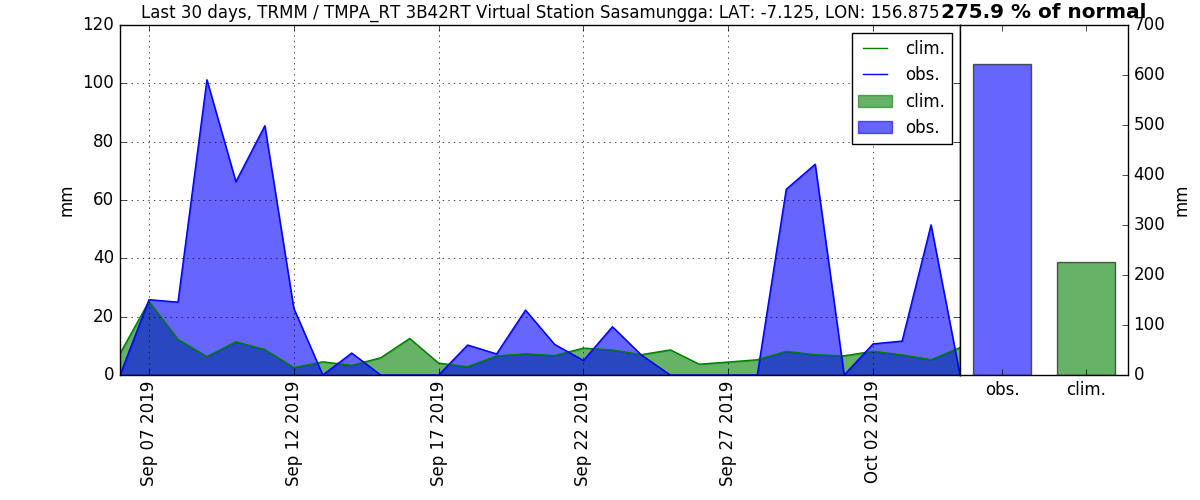 Last 30 days, TRMM / TMPA_RT 3B42RT Virtual Station Sasamungga: LAT: -7.125, LON: 156.875
275.9 % of normal
120
100
80
60
40
20
0
mm
clim.
obs.
clim.
obs.
700
600
500
400
300
200
100
0
mm
obs.
clim.
Sep 07 2019
Sep 12 2019
Sep 17 2019
Sep 22 2019
Sep 27 2019
Oct 02 2019